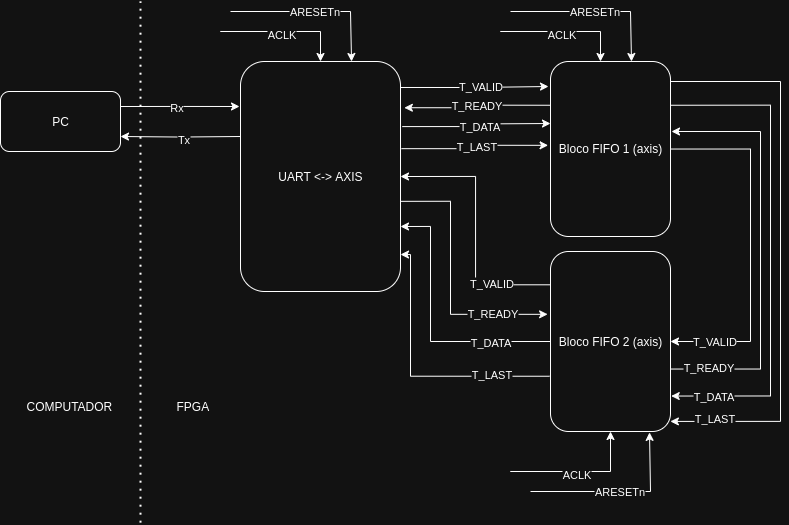 ARESETn
ARESETn
ACLK
ACLK
T_VALID
PC
Rx
T_READY
T_DATA
Tx
T_LAST
UART <-> AXIS
Bloco FIFO 1 (axis)
T_VALID
T_READY
T_DATA
Bloco FIFO 2 (axis)
T_VALID
T_READY
T_LAST
T_DATA
COMPUTADOR
FPGA
T_LAST
ACLK
ARESETn